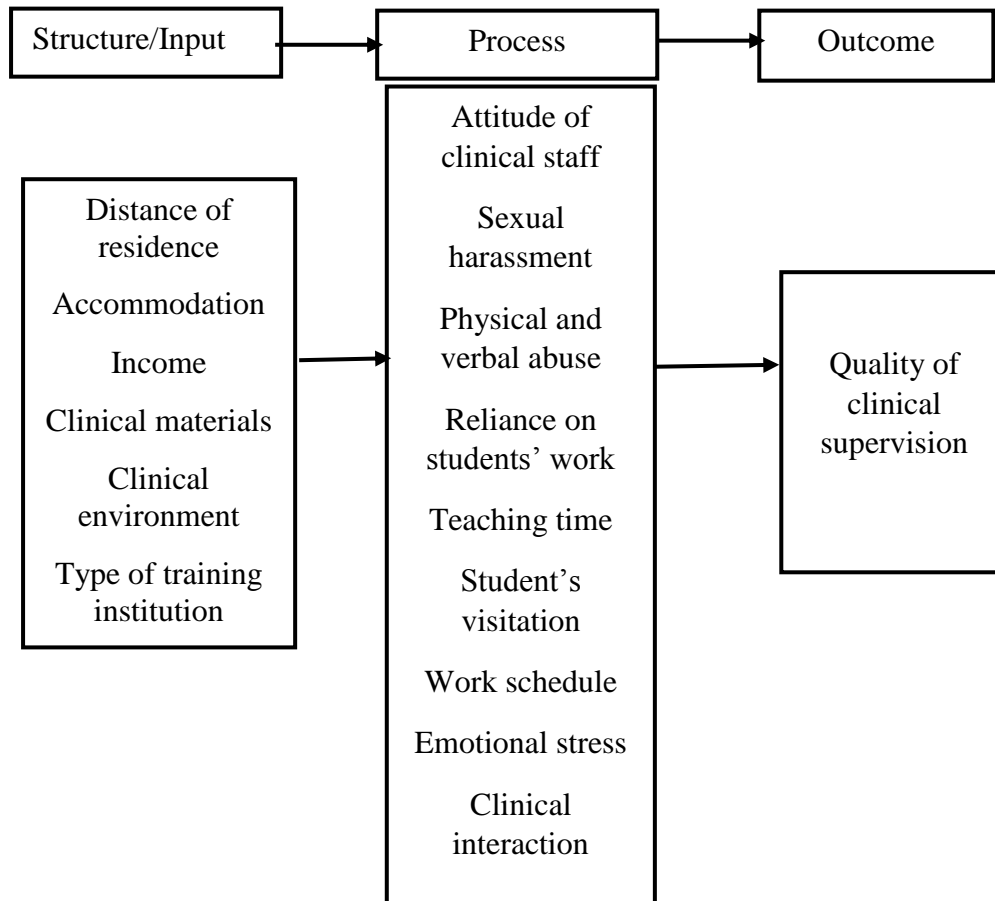 Structure/Input
Process
Outcome
Distance of
residence
Accommodation
Income
Clinical materials
Clinical
environment
Type of training
institution
Attitude of
clinical staff
Sexual
harassment
Physical and
verbal abuse
Reliance on
students’ work
Teaching time
Student’s
visitation
Work schedule
Emotional stress
Clinical
interaction
Quality of
clinical
supervision